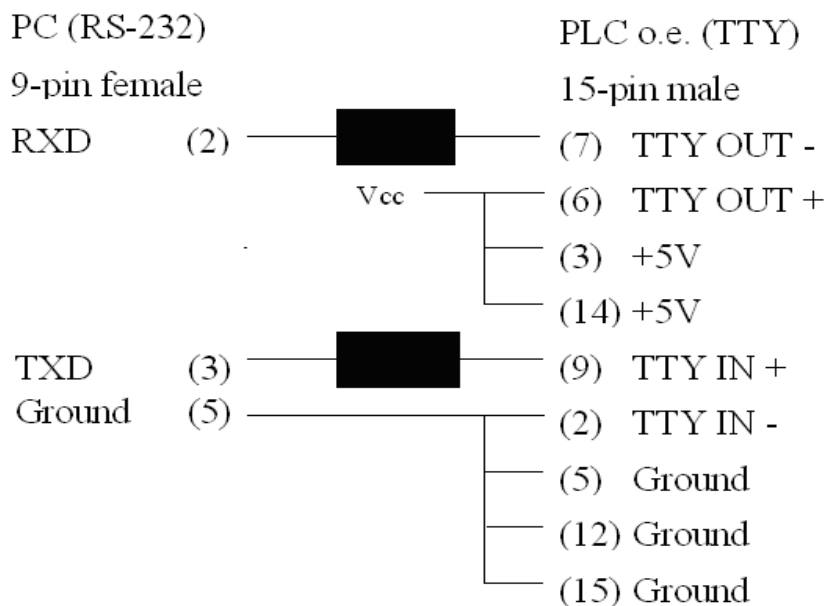 PC (RS-232) PLC o.e. (TTY)
9-pin female 15-pin male
RXD (2) (7) TTY OUT -
Vcc (6) TTY OUT +
(3) +5V
(14) +5V
TXD (3) (9) TTY IN +
Ground (5) (2) TTY IN -
(5) Ground
(12) Ground
(15) Ground